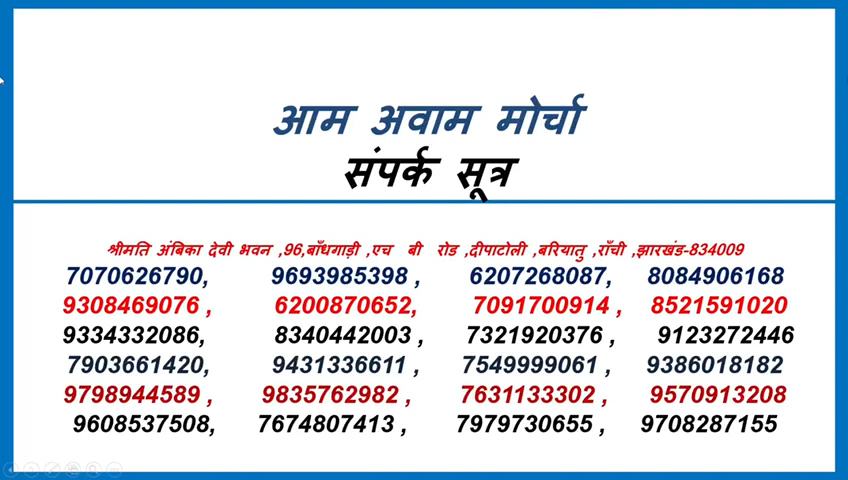 आम अवाम मोर्चा
संपर्क सूत्र
श्रीमति अंबिका देवी भवन ,96,बाँधगाड़ी ,एच बी रोड ,दीपाटोली ,बरियातु ,राँची ,झारखंड-834009
7070626790, 9693985398 , 6207268087, 8084906168
9308469076 , 6200870652, 7091700914 , 8521591020
9334332086, 8340442003 , 7321920376 , 9123272446
7903661420, 9431336611 , 7549999061 , 9386018182
9798944589 , 9835762982 , 7631133302 , 9570913208
9608537508, 7674807413 , 7979730655 , 9708287155